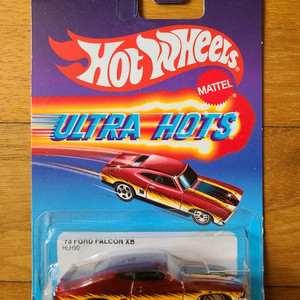 Hot Wheels
MATTEL
ULTRA HOTS
'73 FORD FALCON XB
HLH90